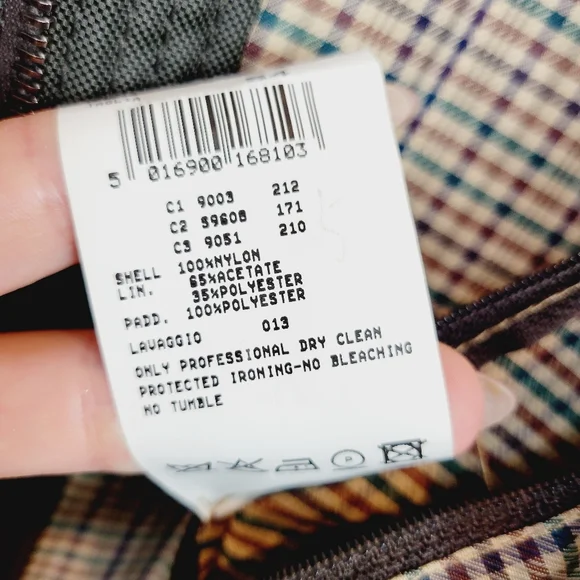 5 016900 168103
C1 9003 212
C2 59608 171
C3 9051 210
SHELL 100%NYLON
LIN. 65%ACETATE
35%POLYESTER
PADD. 100%POLYESTER
LAVAGGIO 013
ONLY PROFESSIONAL DRY CLEAN
PROTECTED IRONING-NO BLEACHING
NO TUMBLE
P